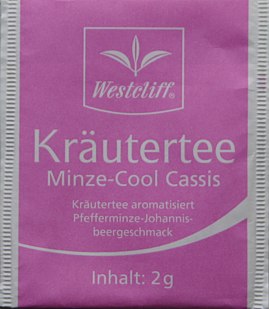 Westcliff®
Kräutertee
Minze-Cool Cassis
Kräutertee aromatisiert
Pfefferminze-Johannis-
beergeschmack
Inhalt: 2g